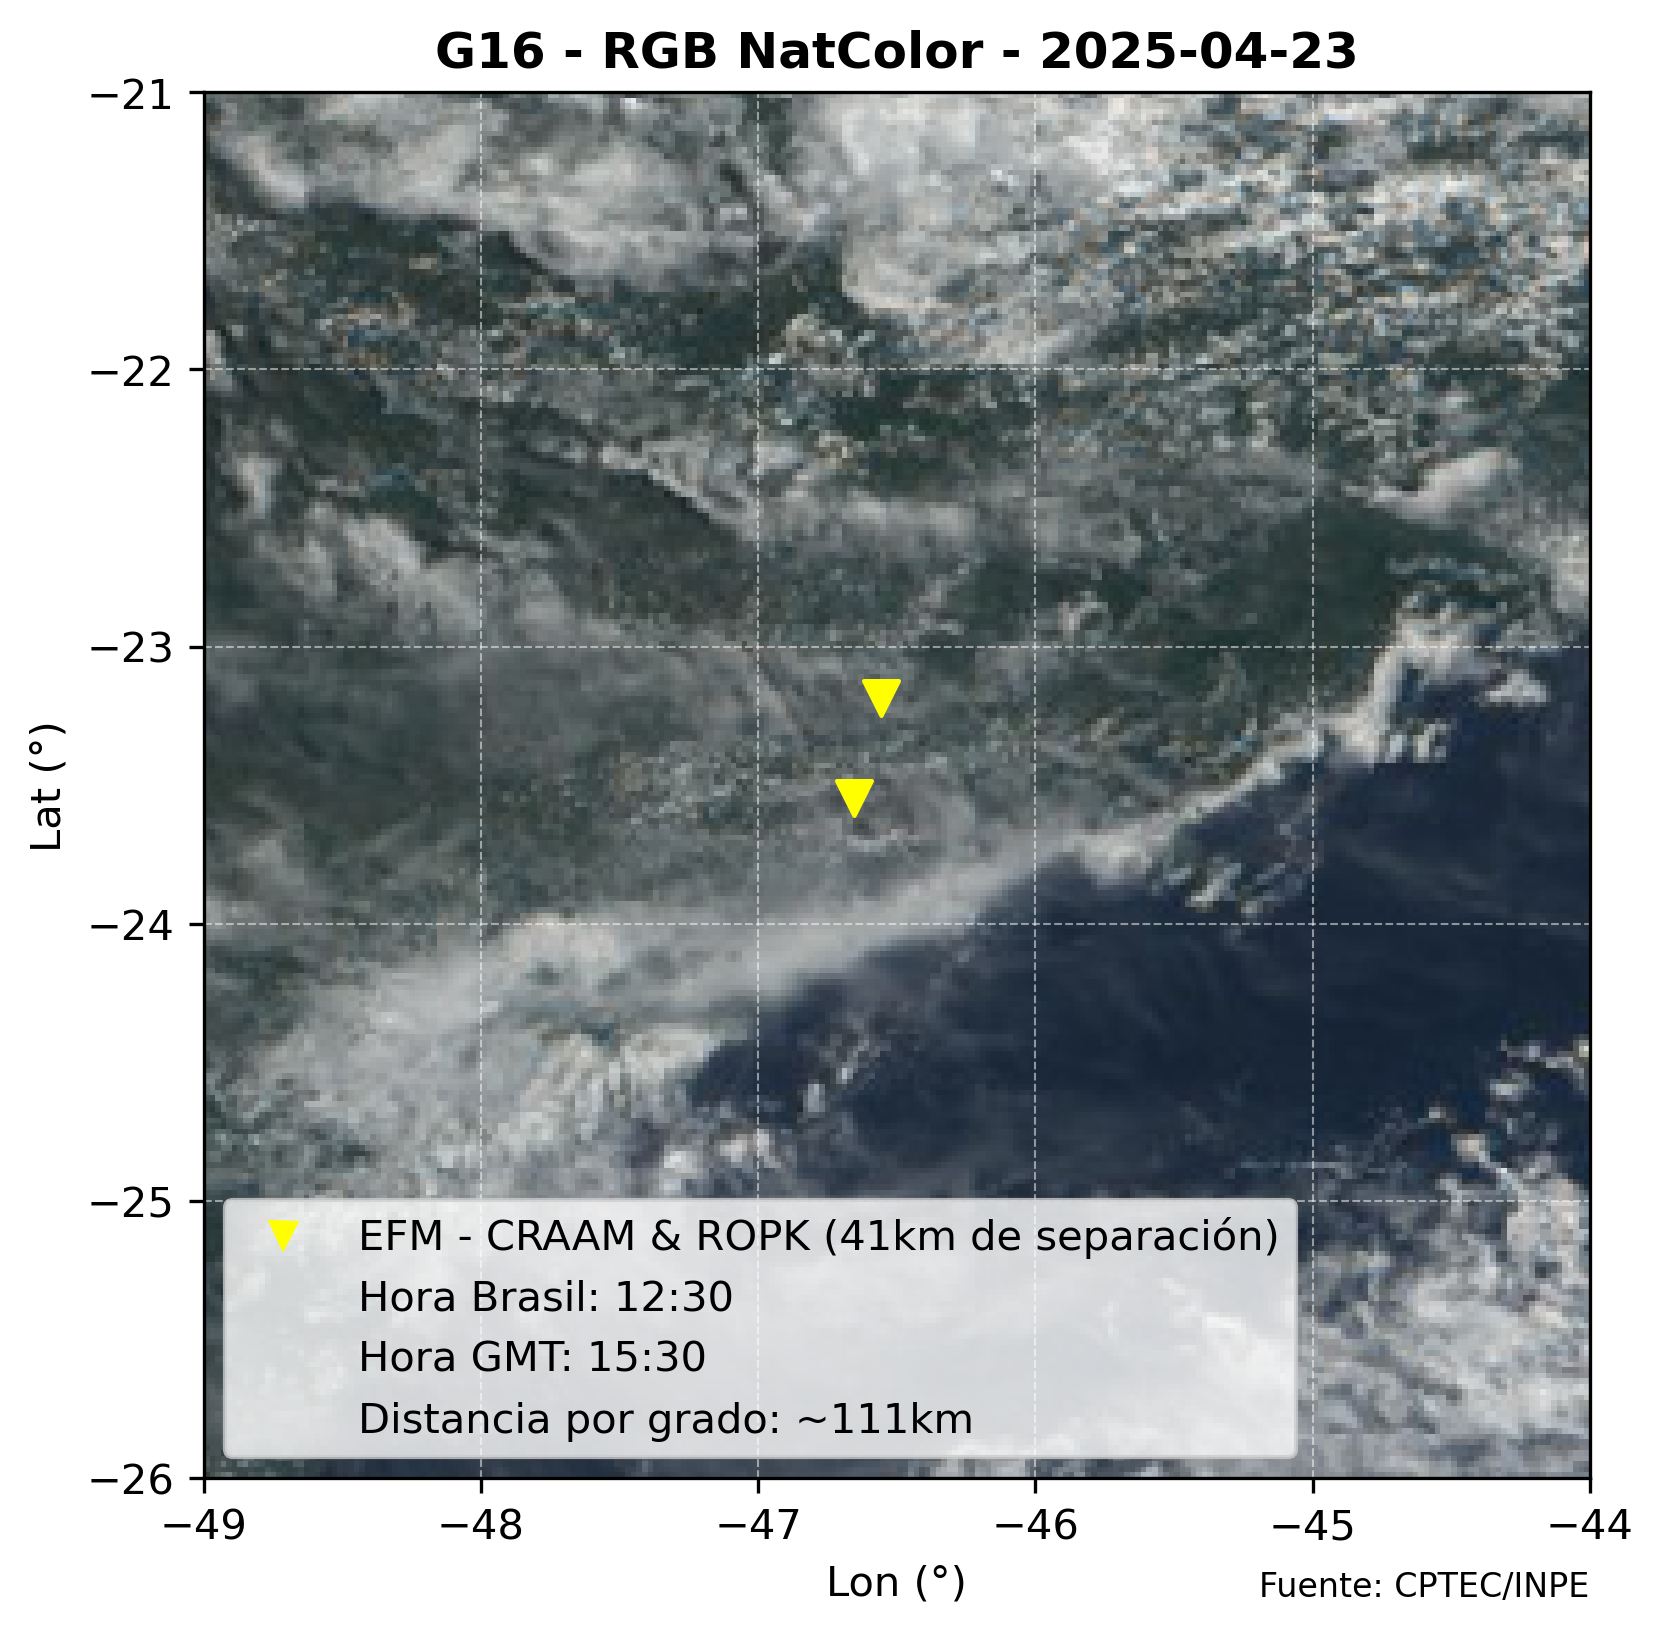 G16 - RGB NatColor - 2025-04-23
−21
−22
−23
−24
−25
−26
Lat (°)
EFM - CRAAM & ROPK (41km de separación)
Hora Brasil: 12:30
Hora GMT: 15:30
Distancia por grado: ~111km
−49
−48
−47
−46
−45
−44
Lon (°)
Fuente: CPTEC/INPE